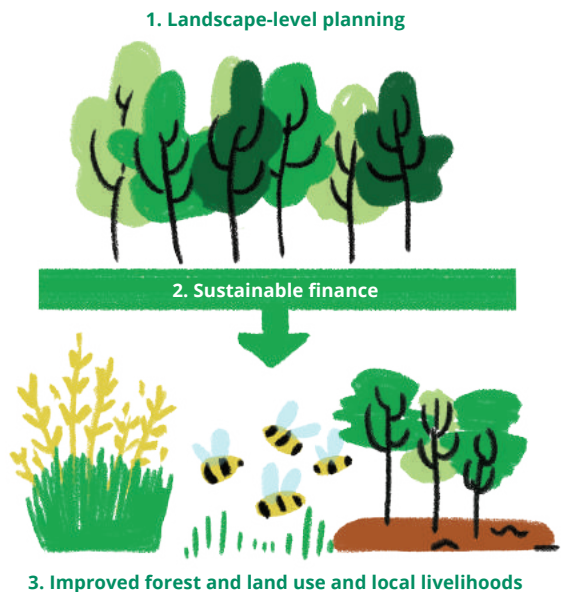 1. Landscape-level planning
2. Sustainable finance
3. Improved forest and land use and local livelihoods